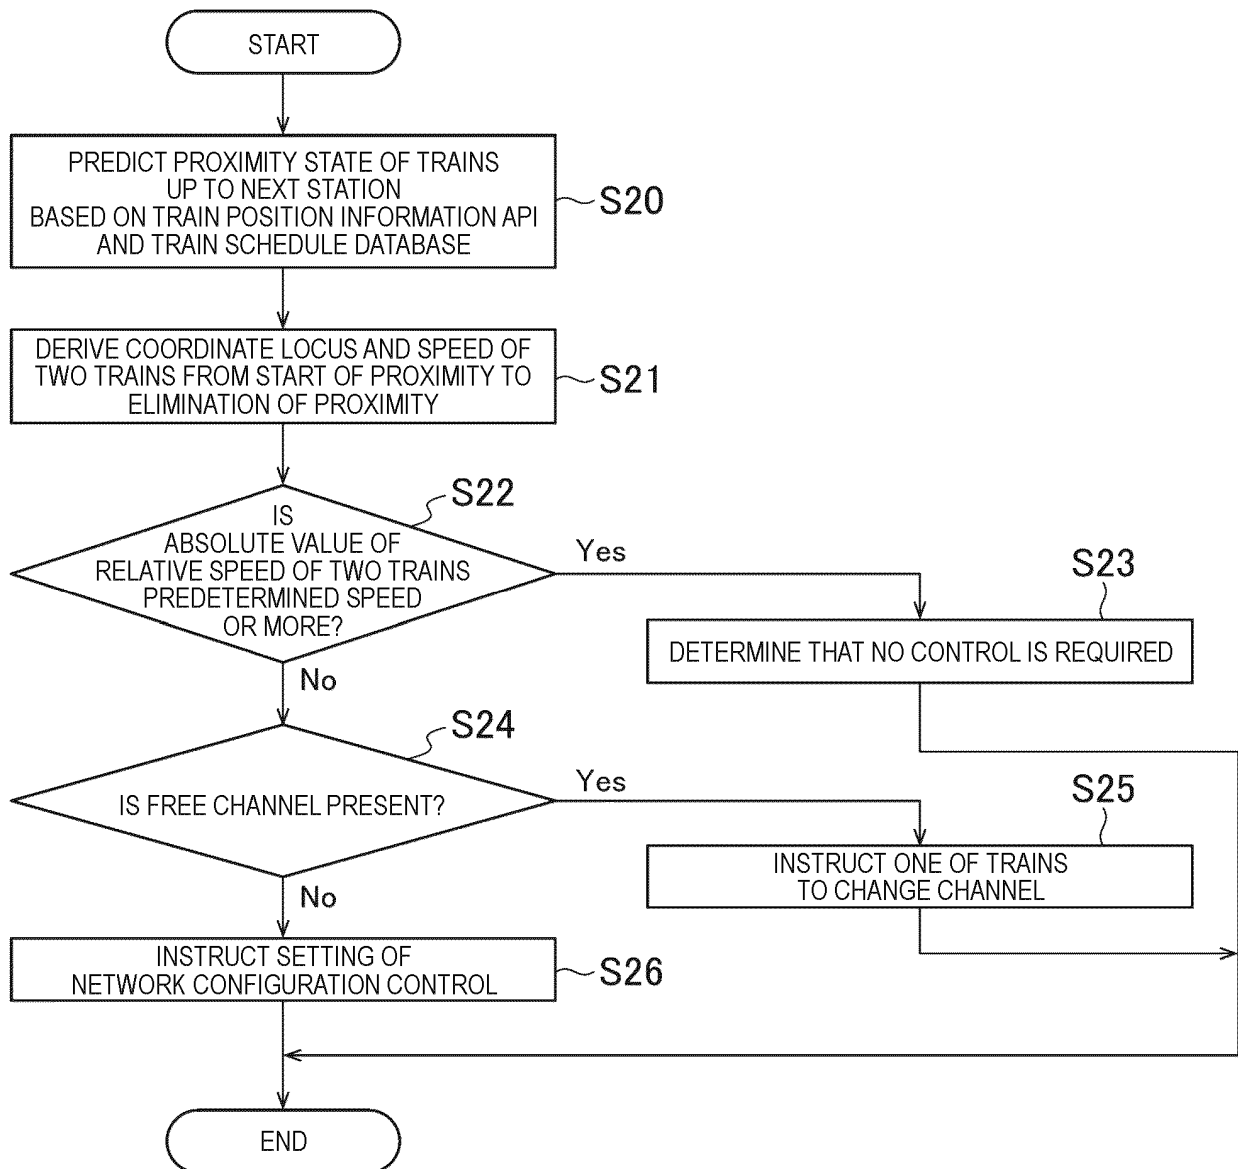 START
PREDICT PROXIMITY STATE OF TRAINS
UP TO NEXT STATION
BASED ON TRAIN POSITION INFORMATION API
AND TRAIN SCHEDULE DATABASE
S20
DERIVE COORDINATE LOCUS AND SPEED OF
TWO TRAINS FROM START OF PROXIMITY TO
ELIMINATION OF PROXIMITY
S21
S22
IS
ABSOLUTE VALUE OF
RELATIVE SPEED OF TWO TRAINS
PREDETERMINED SPEED
OR MORE?
Yes
No
S23
DETERMINE THAT NO CONTROL IS REQUIRED
S24
IS FREE CHANNEL PRESENT?
Yes
No
S25
INSTRUCT ONE OF TRAINS
TO CHANGE CHANNEL
INSTRUCT SETTING OF
NETWORK CONFIGURATION CONTROL
S26
END